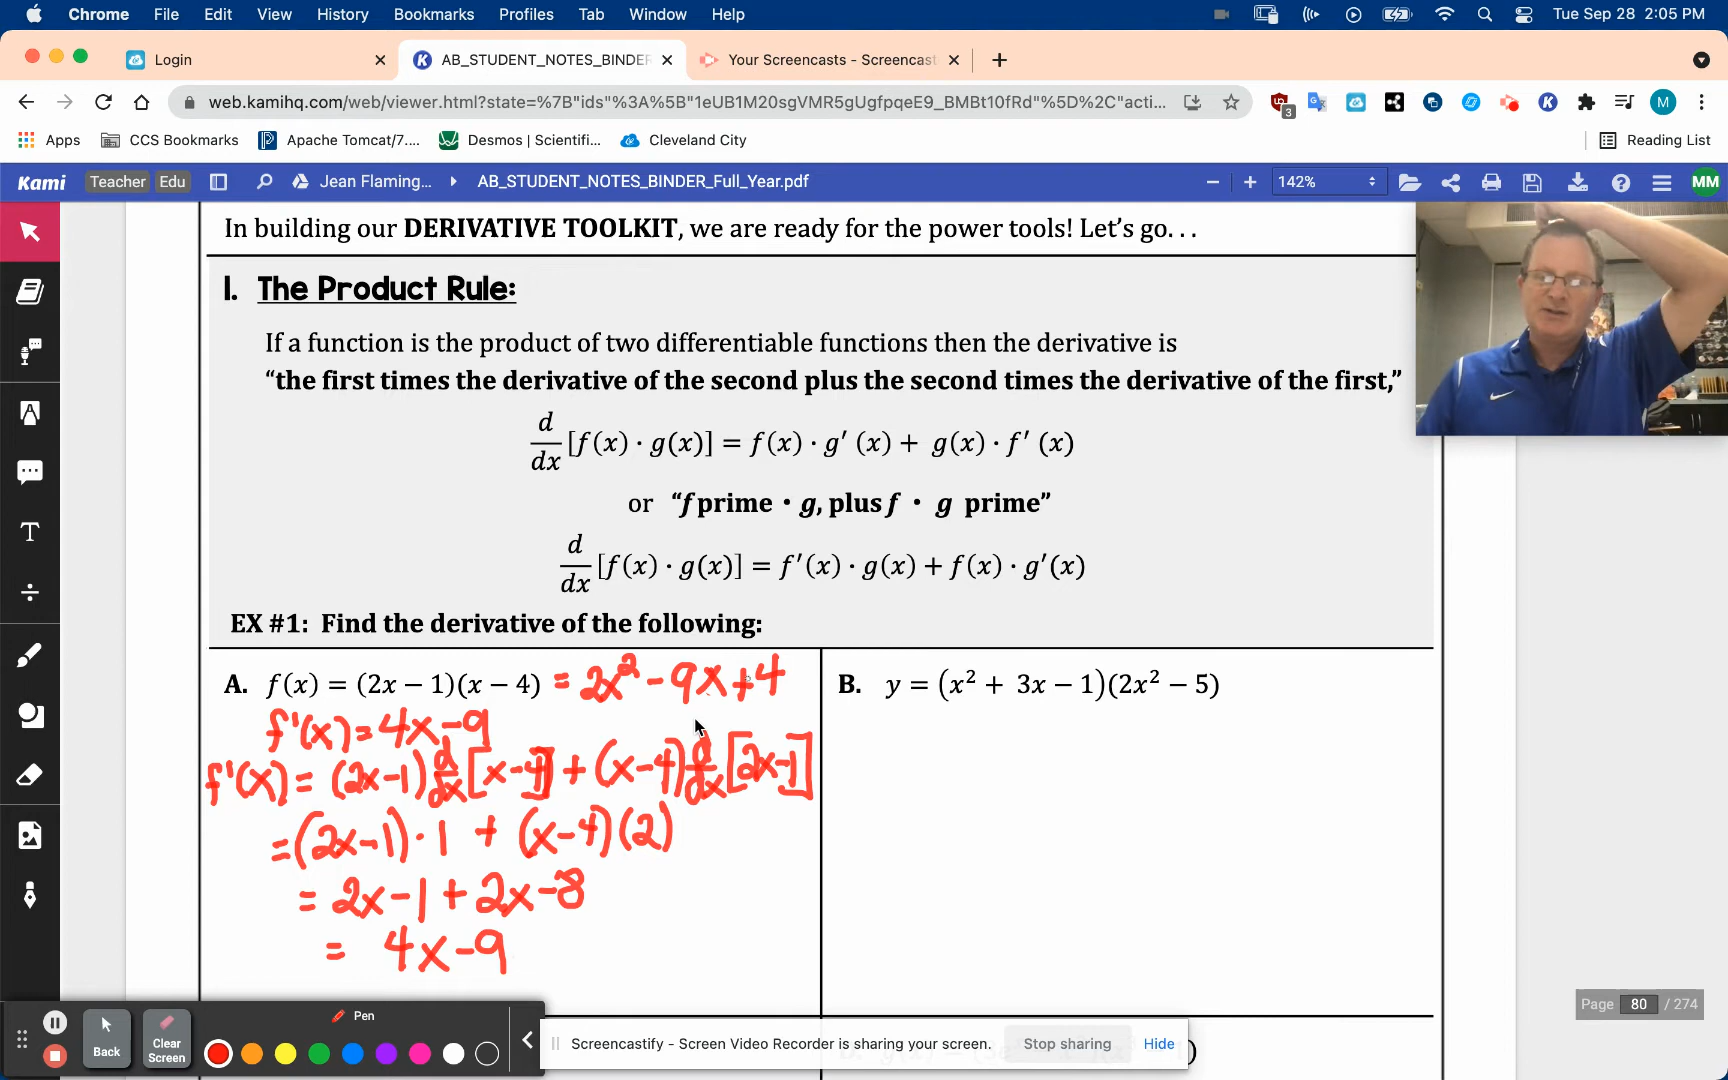 Chrome File Edit View History Bookmarks Profiles Tab Window Help Tue Sep 28 2:05 PM
Login AB_STUDENT_NOTES_BINDER Your Screencasts - Screencast
web.kamihq.com/web/viewer.html?state=%7B"ids"%3A%5B"1eUB1M20sgVMR5gUgfpqeE9_BMBt10fRd"%5D%2C"acti... 3 M
Apps CCS Bookmarks Apache Tomcat/7.... Desmos | Scientifi... Cleveland City Reading List
Kami Teacher Edu Jean Flaming... AB_STUDENT_NOTES_BINDER_Full_Year.pdf 142% MM
In building our DERIVATIVE TOOLKIT, we are ready for the power tools! Let's go...
I. The Product Rule:
If a function is the product of two differentiable functions then the derivative is
“the first times the derivative of the second plus the second times the derivative of the first,”
d/dx [f(x) · g(x)] = f(x) · g′ (x) + g(x) · f′ (x)
or “f prime · g, plus f · g prime”
d/dx [f(x) · g(x)] = f′(x) · g(x) + f(x) · g′(x)
EX #1: Find the derivative of the following:
A. f(x) = (2x − 1)(x − 4) = 2x² - 9x + 4
f'(x) = 4x - 9
f'(x) = (2x-1) d/dx [x-4] + (x-4) d/dx [2x-1]
= (2x-1) · 1 + (x-4)(2)
= 2x - 1 + 2x - 8
= 4x - 9
B. y = (x² + 3x − 1)(2x² − 5)
Page 80 / 274
Pen
Back Clear Screen
Screencastify - Screen Video Recorder is sharing your screen. Stop sharing Hide